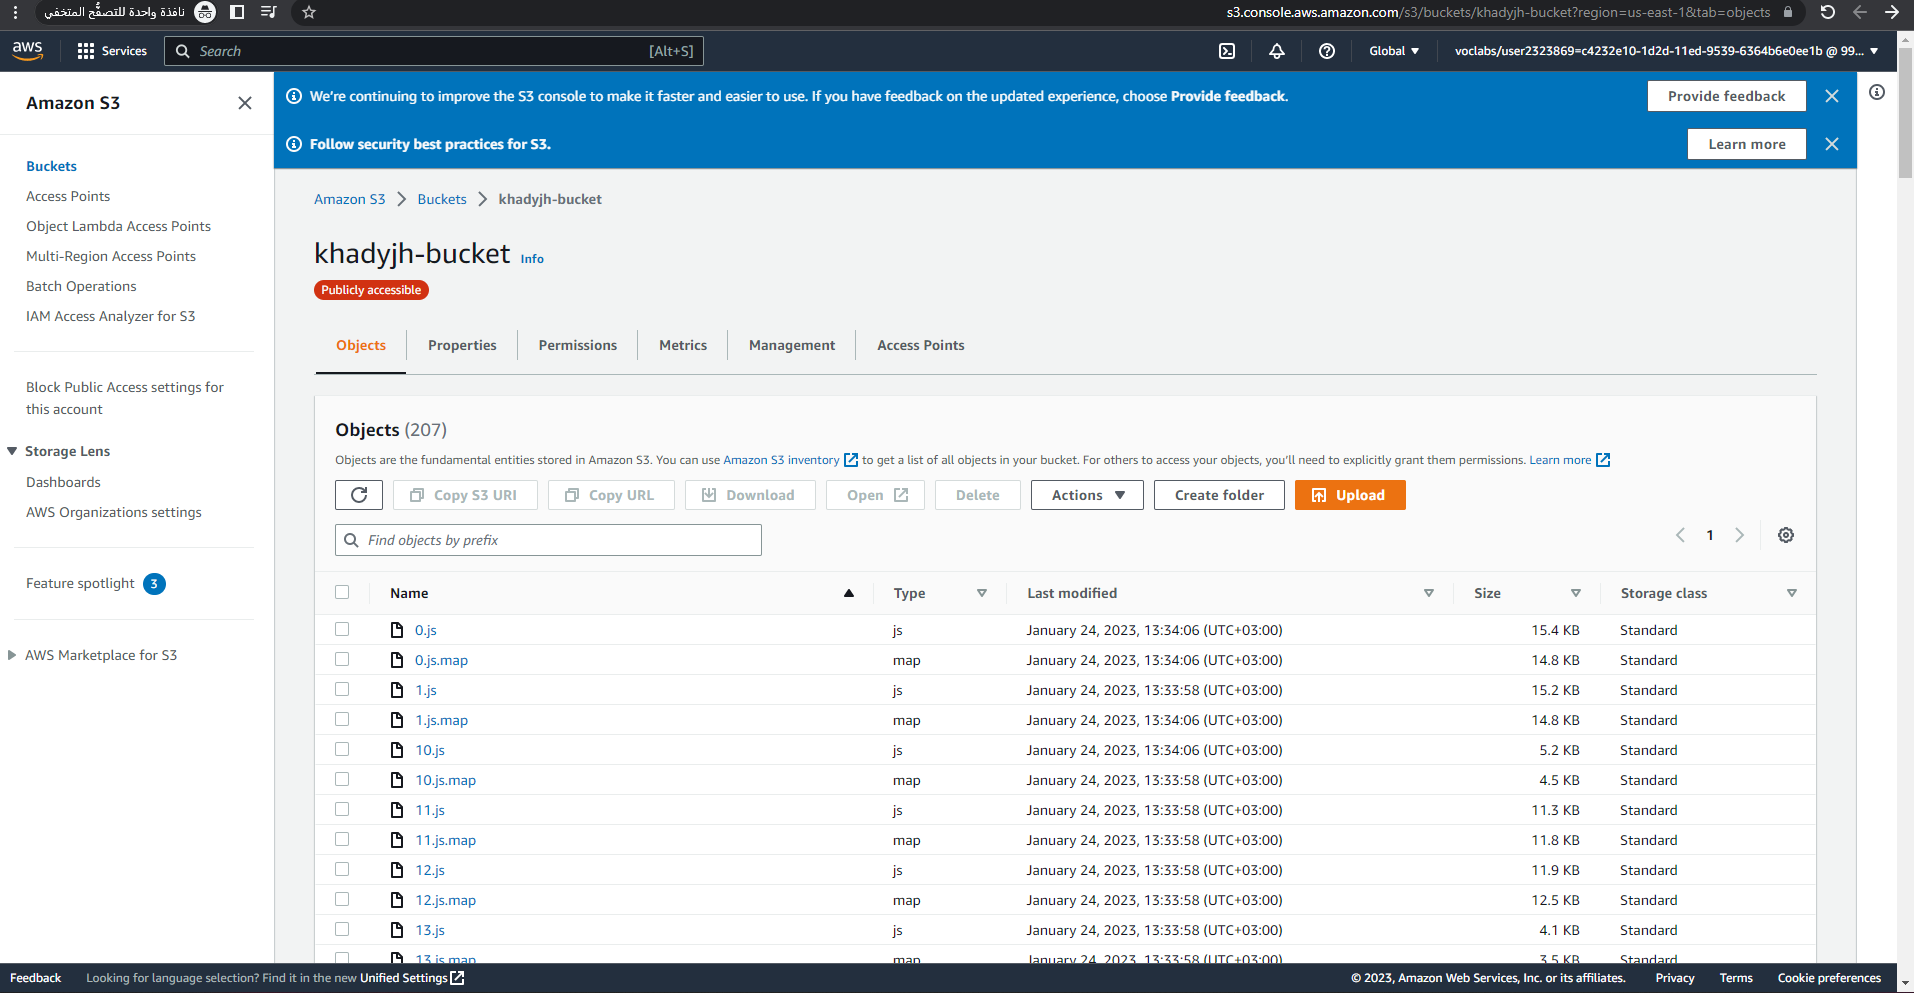 نافذة واحدة للتصفُّح المتخفي
s3.console.aws.amazon.com/s3/buckets/khadyjh-bucket?region=us-east-1&tab=objects
aws
Services
Search [Alt+S]
Global
voclabs/user2323869=c4232e10-1d2d-11ed-9539-6364b6e0ee1b @ 99...
Amazon S3
Buckets
Access Points
Object Lambda Access Points
Multi-Region Access Points
Batch Operations
IAM Access Analyzer for S3
Block Public Access settings for
this account
Storage Lens
Dashboards
AWS Organizations settings
Feature spotlight 3
AWS Marketplace for S3
We're continuing to improve the S3 console to make it faster and easier to use. If you have feedback on the updated experience, choose Provide feedback.
Provide feedback
Follow security best practices for S3.
Learn more
Amazon S3 > Buckets > khadyjh-bucket
khadyjh-bucket Info
Publicly accessible
Objects Properties Permissions Metrics Management Access Points
Objects (207)
Objects are the fundamental entities stored in Amazon S3. You can use Amazon S3 inventory to get a list of all objects in your bucket. For others to access your objects, you'll need to explicitly grant them permissions. Learn more
Copy S3 URI Copy URL Download Open Delete Actions Create folder Upload
Find objects by prefix
1
Name Type Last modified Size Storage class
0.js js January 24, 2023, 13:34:06 (UTC+03:00) 15.4 KB Standard
0.js.map map January 24, 2023, 13:34:06 (UTC+03:00) 14.8 KB Standard
1.js js January 24, 2023, 13:33:58 (UTC+03:00) 15.2 KB Standard
1.js.map map January 24, 2023, 13:34:06 (UTC+03:00) 14.8 KB Standard
10.js js January 24, 2023, 13:34:06 (UTC+03:00) 5.2 KB Standard
10.js.map map January 24, 2023, 13:33:58 (UTC+03:00) 4.5 KB Standard
11.js js January 24, 2023, 13:33:58 (UTC+03:00) 11.3 KB Standard
11.js.map map January 24, 2023, 13:33:58 (UTC+03:00) 11.8 KB Standard
12.js js January 24, 2023, 13:33:58 (UTC+03:00) 11.9 KB Standard
12.js.map map January 24, 2023, 13:33:58 (UTC+03:00) 12.5 KB Standard
13.js js January 24, 2023, 13:33:58 (UTC+03:00) 4.1 KB Standard
13.js.map map January 24, 2023, 13:33:58 (UTC+03:00) 3.5 KB Standard
Feedback Looking for language selection? Find it in the new Unified Settings
© 2023, Amazon Web Services, Inc. or its affiliates. Privacy Terms Cookie preferences